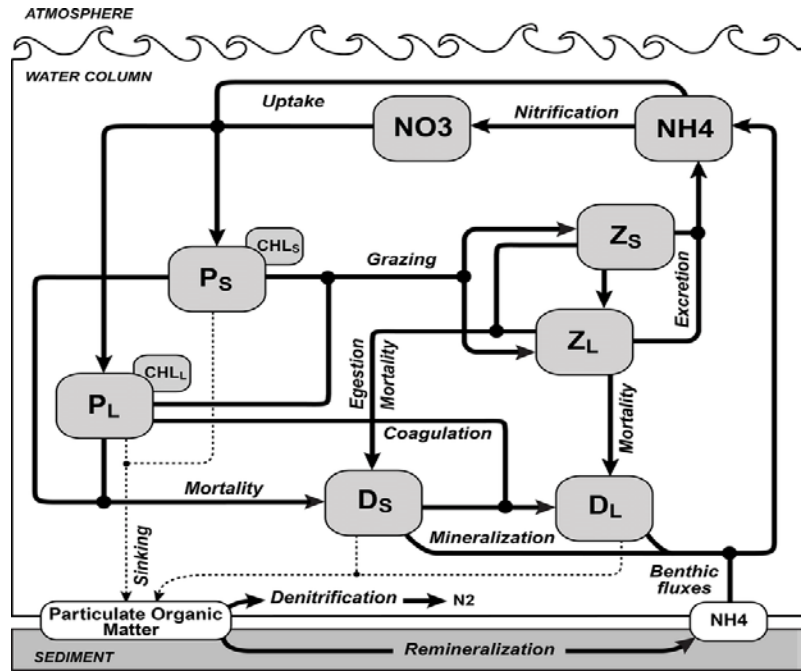 ATMOSPHERE
WATER COLUMN
Uptake
NO3
Nitrification
NH4
CHLS
PS
Grazing
ZS
Excretion
ZL
CHLL
PL
Egestion
Mortality
Coagulation
Mortality
Mortality
DS
DL
Mineralization
Sinking
Benthic
fluxes
Particulate Organic
Matter
Denitrification
N2
NH4
Remineralization
SEDIMENT